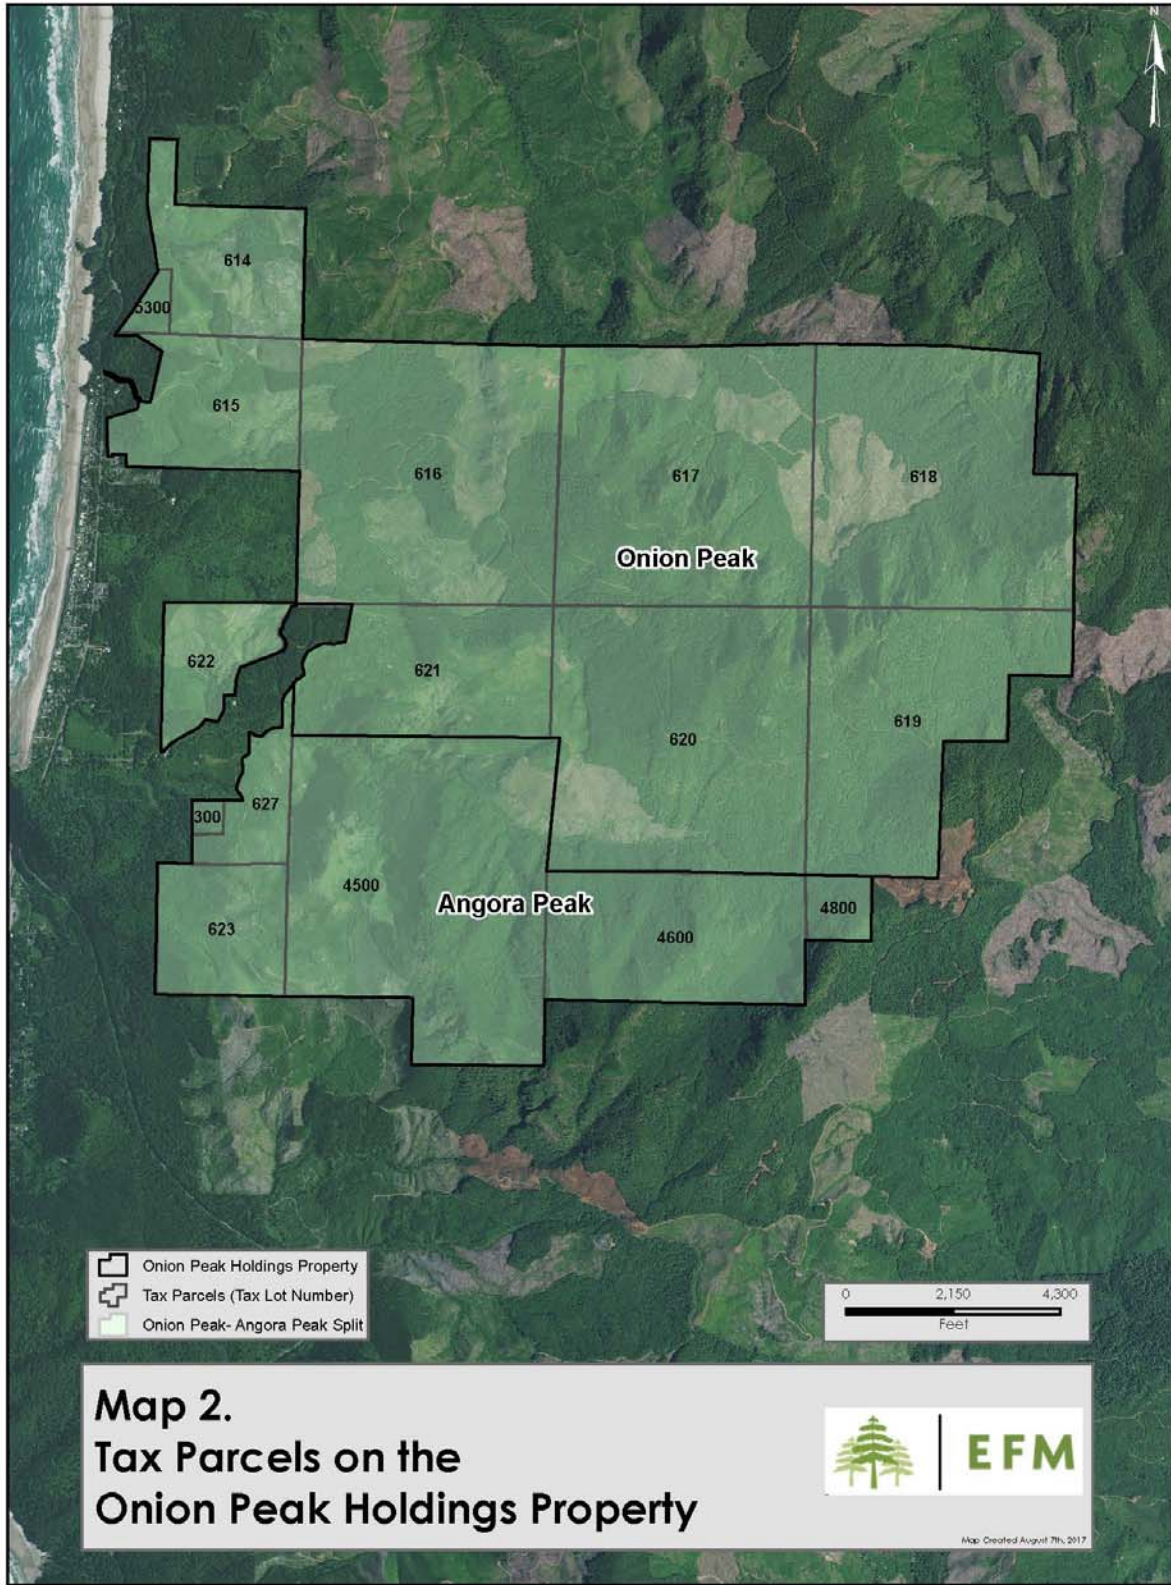 N
614
5300
615
616
617
618
Onion Peak
622
621
620
619
627
300
4500
Angora Peak
4800
623
4600
Onion Peak Holdings Property
Tax Parcels (Tax Lot Number)
Onion Peak- Angora Peak Split
0 2,150 4,300
Feet
Map 2.
Tax Parcels on the
Onion Peak Holdings Property
EFM
Map Created August 7th, 2017